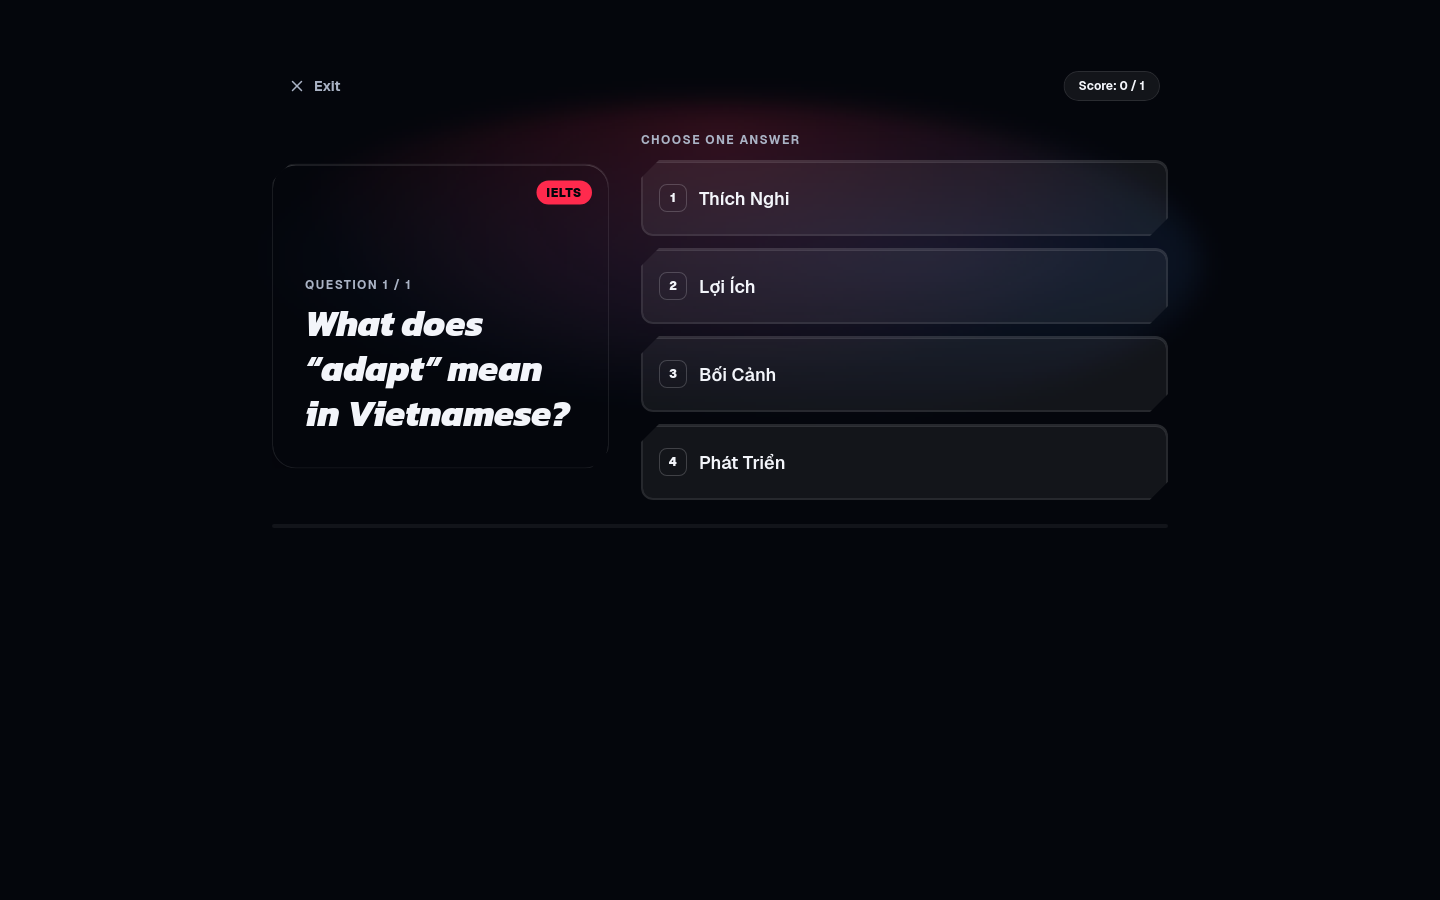 Exit
Score: 0 / 1
IELTS
QUESTION 1 / 1
What does
“adapt” mean
in Vietnamese?
CHOOSE ONE ANSWER
1 Thích Nghi
2 Lợi Ích
3 Bối Cảnh
4 Phát Triển